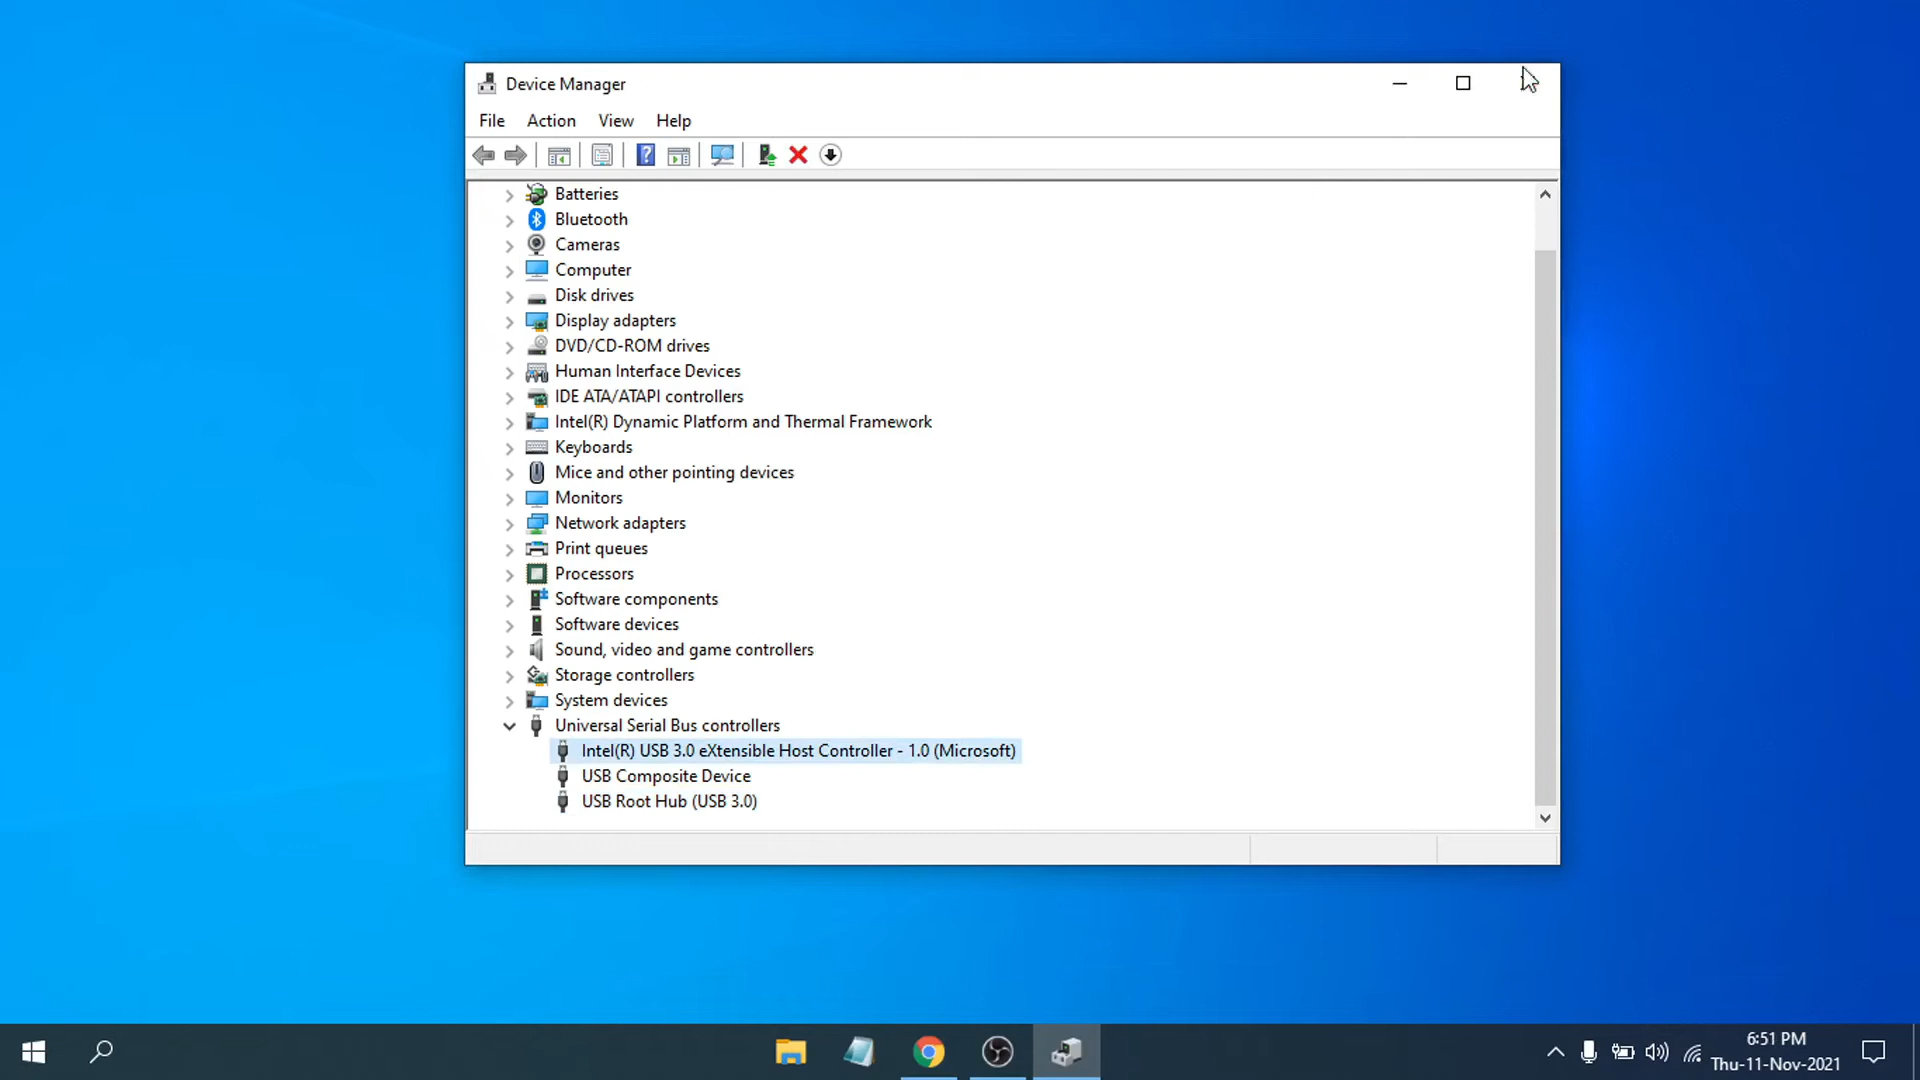 Device Manager
File Action View Help
Batteries
Bluetooth
Cameras
Computer
Disk drives
Display adapters
DVD/CD-ROM drives
Human Interface Devices
IDE ATA/ATAPI controllers
Intel(R) Dynamic Platform and Thermal Framework
Keyboards
Mice and other pointing devices
Monitors
Network adapters
Print queues
Processors
Software components
Software devices
Sound, video and game controllers
Storage controllers
System devices
Universal Serial Bus controllers
Intel(R) USB 3.0 eXtensible Host Controller - 1.0 (Microsoft)
USB Composite Device
USB Root Hub (USB 3.0)
6:51 PM
Thu-11-Nov-2021